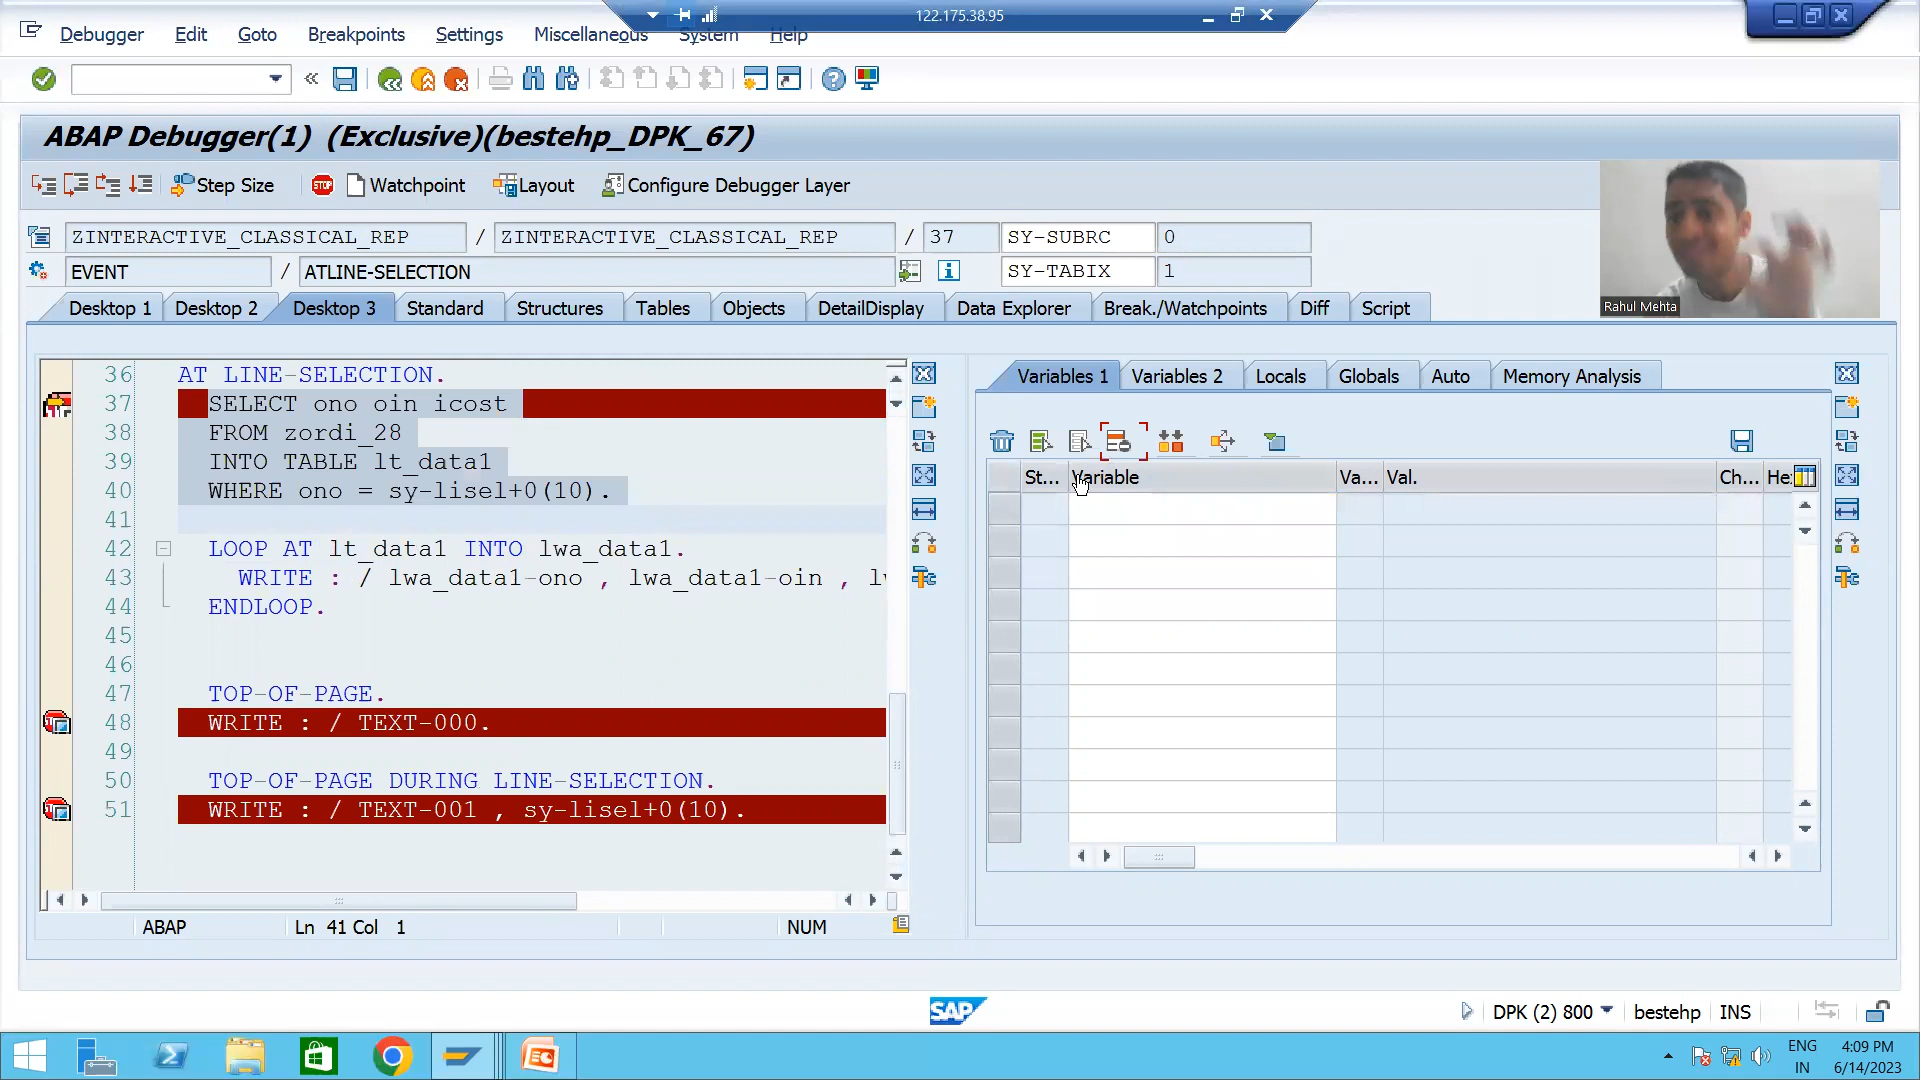 122.175.38.95
Debugger Edit Goto Breakpoints Settings Miscellaneous System Help
ABAP Debugger(1) (Exclusive)(bestehp_DPK_67)
Step Size STOP Watchpoint Layout Configure Debugger Layer
ZINTERACTIVE_CLASSICAL_REP / ZINTERACTIVE_CLASSICAL_REP / 37 SY-SUBRC 0
EVENT / ATLINE-SELECTION SY-TABIX 1
Rahul Mehta
Desktop 1 Desktop 2 Desktop 3 Standard Structures Tables Objects DetailDisplay Data Explorer Break./Watchpoints Diff Script
Variables 1 Variables 2 Locals Globals Auto Memory Analysis
St... Variable Va... Val. Ch... He
36 AT LINE-SELECTION.
37 SELECT ono oin icost
38 FROM zordi_28
39 INTO TABLE lt_data1
40 WHERE ono = sy-lisel+0(10).
41
42 LOOP AT lt_data1 INTO lwa_data1.
43 WRITE : / lwa_data1-ono , lwa_data1-oin ,
44 ENDLOOP.
45
46
47 TOP-OF-PAGE.
48 WRITE : / TEXT-000.
49
50 TOP-OF-PAGE DURING LINE-SELECTION.
51 WRITE : / TEXT-001 , sy-lisel+0(10).
ABAP Ln 41 Col 1 NUM
SAP DPK (2) 800 bestehp INS
ENG 4:09 PM
IN 6/14/2023